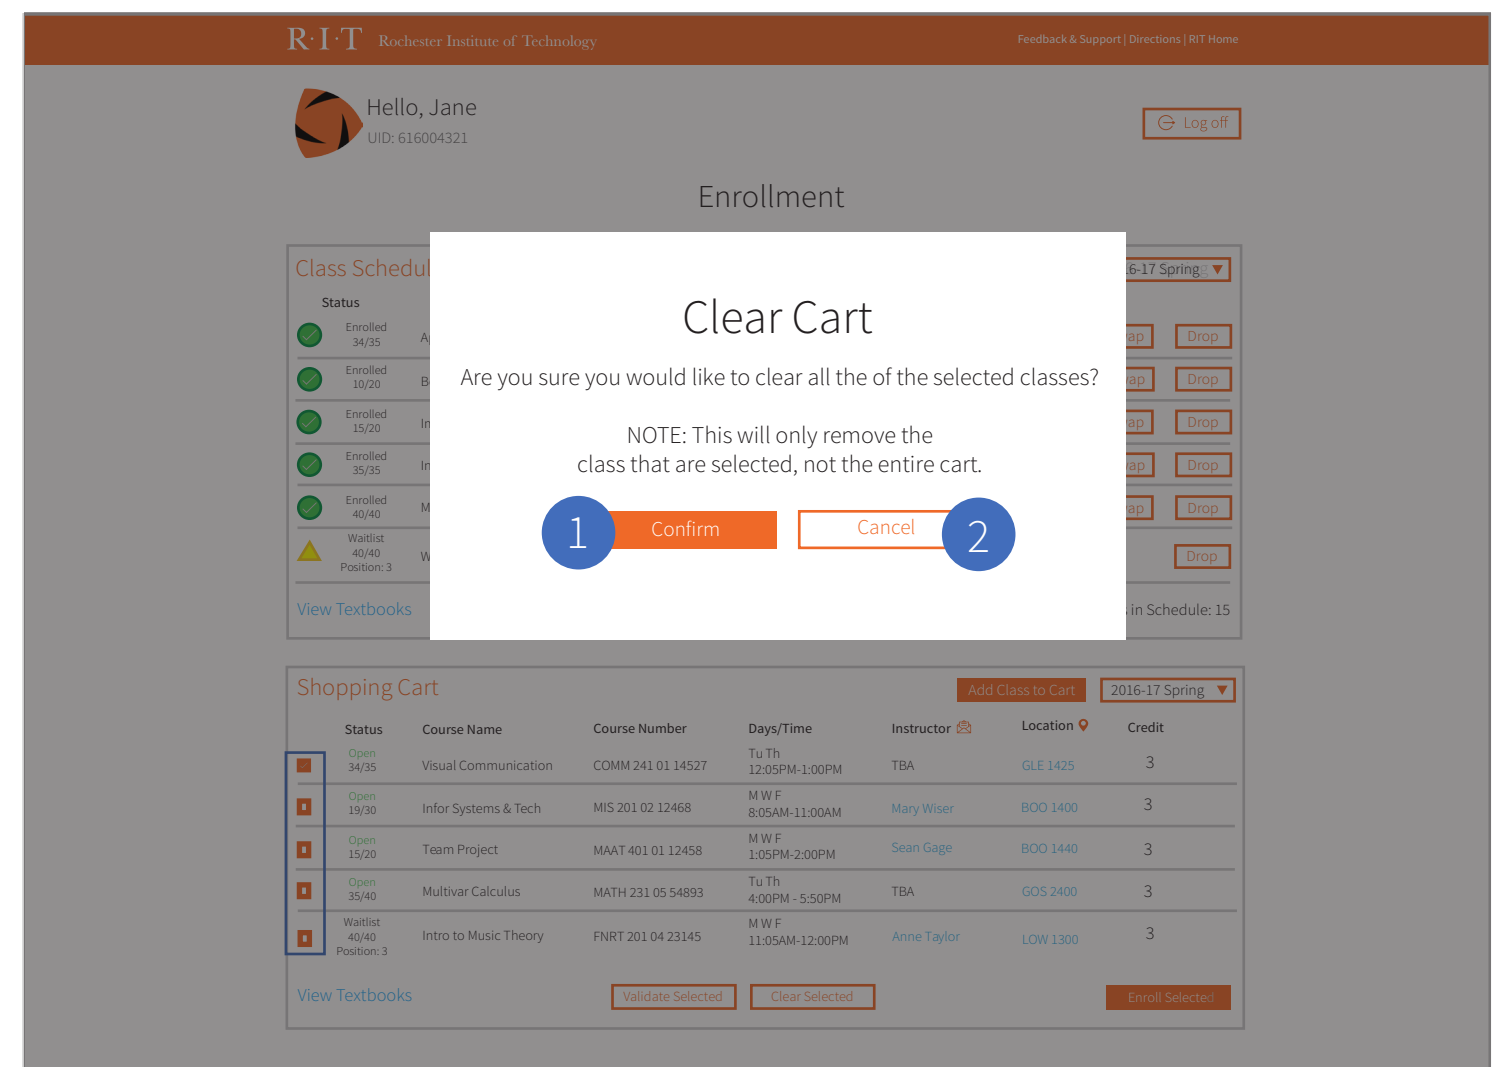 R·I·T Rochester Institute of Technology
Feedback & Support | Directions | RIT Home
Hello, Jane
UID: 616004321
Log off
Enrollment
Class
Status
Enrolled
34/35
Drop
Enrolled
10/20
Drop
Enrolled
15/20
Drop
Enrolled
35/35
Drop
Enrolled
40/40
Drop
Waitlist
40/40
Position: 3
Drop
View Textbooks
in Schedule: 15
Clear Cart
Are you sure you would like to clear all the of the selected classes?
NOTE: This will only remove the
class that are selected, not the entire cart.
1 Confirm Cancel 2
Shopping Cart
Add Class to Cart 2016-17 Spring
Status Course Name Course Number Days/Time Instructor Location Credit
Open
34/35 Visual Communication COMM 241 01 14527 Tu Th
12:05PM-1:00PM TBA GLE 1425 3
Open
19/30 Infor Systems & Tech MIS 201 02 12468 M W F
8:05AM-11:00AM Mary Wiser BOO 1400 3
Open
15/20 Team Project MAAT 401 01 12458 M W F
1:05PM-2:00PM Sean Gage BOO 1440 3
Open
35/40 Multivar Calculus MATH 231 05 54893 Tu Th
4:00PM - 5:50PM TBA GOS 2400 3
Waitlist
40/40
Position: 3 Intro to Music Theory FNRT 201 04 23145 M W F
11:05AM-12:00PM Anne Taylor LOW 1300 3
View Textbooks Validate Selected Clear Selected Enroll Selected